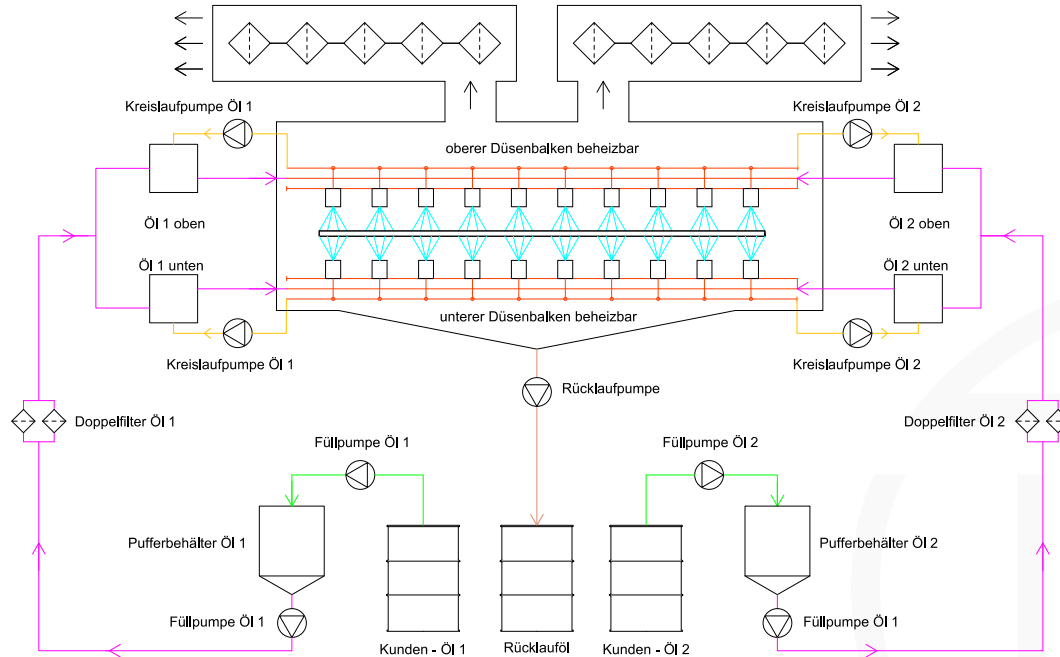 Kreislaufpumpe Öl 1
Kreislaufpumpe Öl 2
oberer Düsenbalken beheizbar
Öl 1 oben
Öl 2 oben
Öl 1 unten
Öl 2 unten
unterer Düsenbalken beheizbar
Kreislaufpumpe Öl 1
Kreislaufpumpe Öl 2
Rücklaufpumpe
Doppelfilter Öl 1
Doppelfilter Öl 2
Füllpumpe Öl 1
Füllpumpe Öl 2
Pufferbehälter Öl 1
Pufferbehälter Öl 2
Füllpumpe Öl 1
Füllpumpe Öl 1
Kunden - Öl 1
Rücklauföl
Kunden - Öl 2